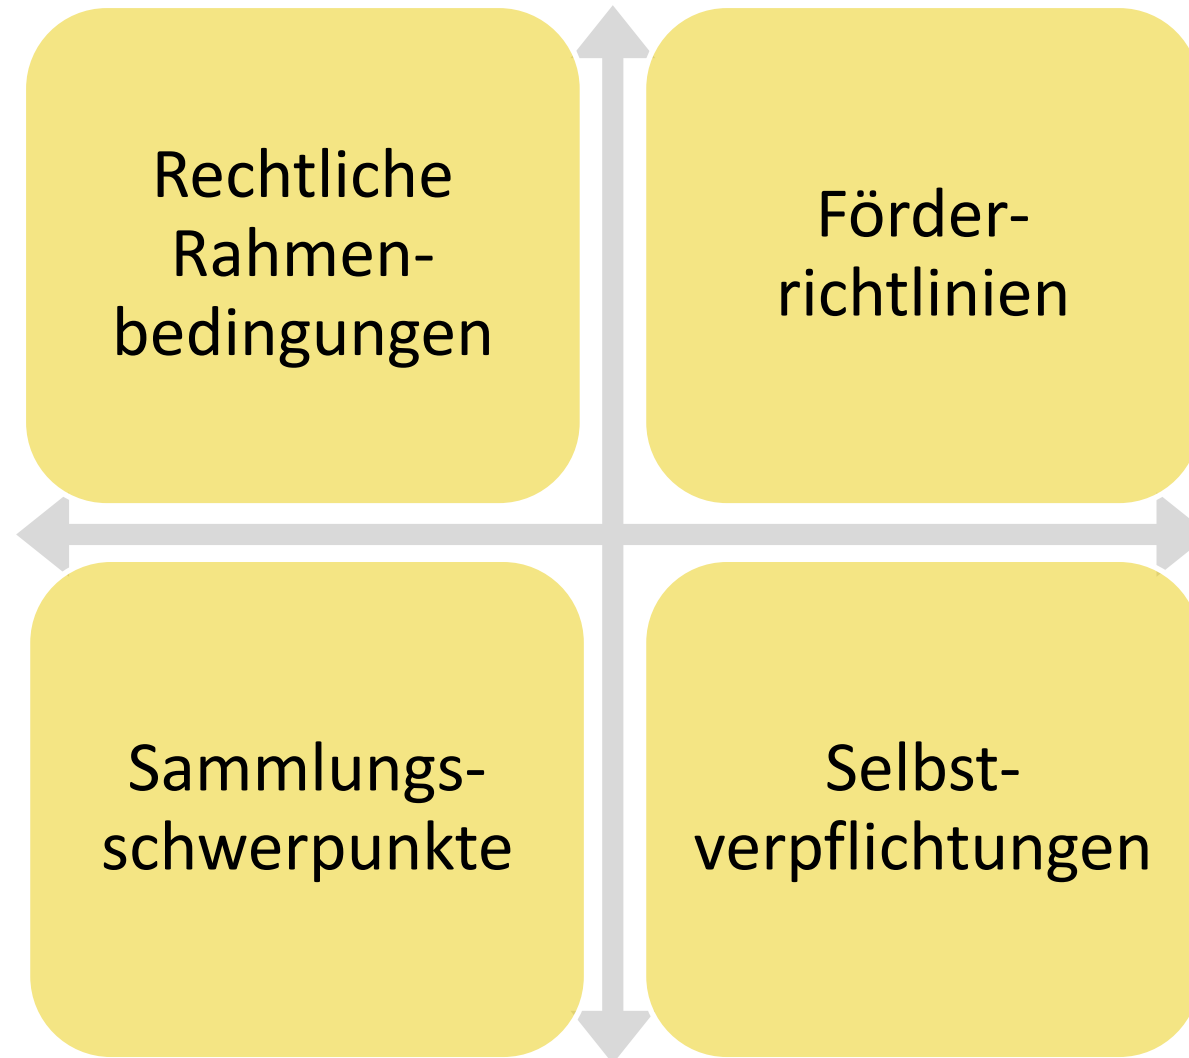 Rechtliche
Rahmen-
bedingungen
Förder-
richtlinien
Sammlungs-
schwerpunkte
Selbst-
verpflichtungen